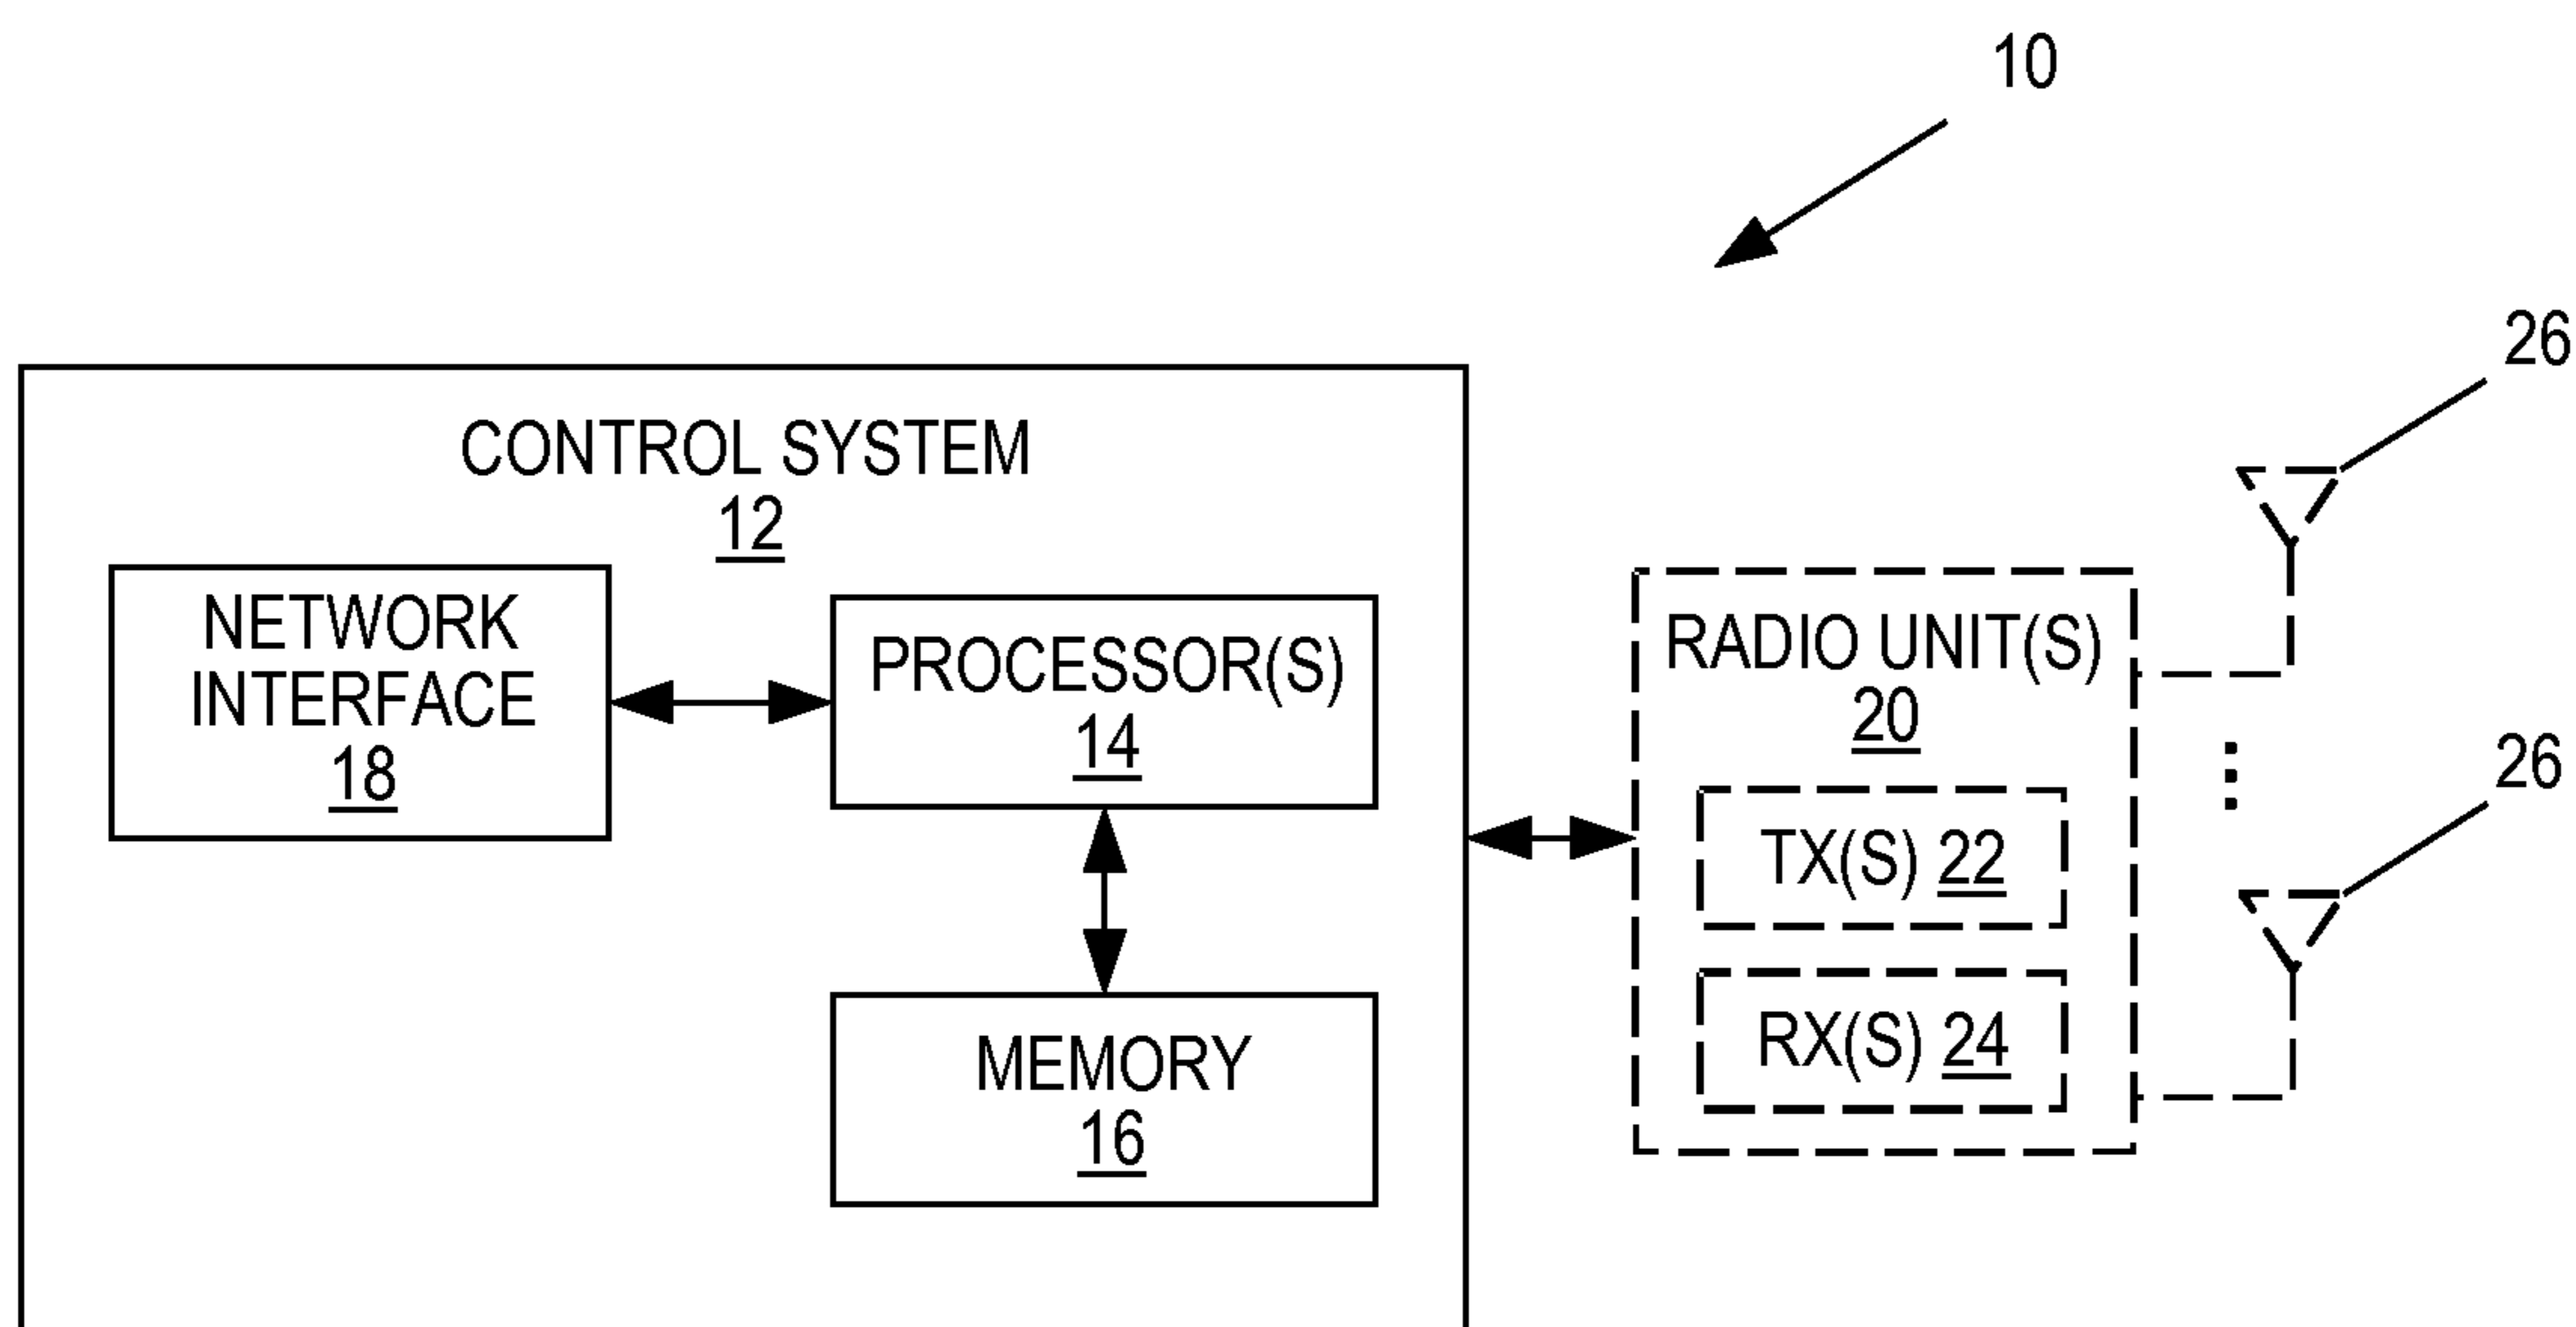 10
26
CONTROL SYSTEM
12
NETWORK
INTERFACE
18
PROCESSOR(S)
14
MEMORY
16
RADIO UNIT(S)
20
TX(S) 22
RX(S) 24
26